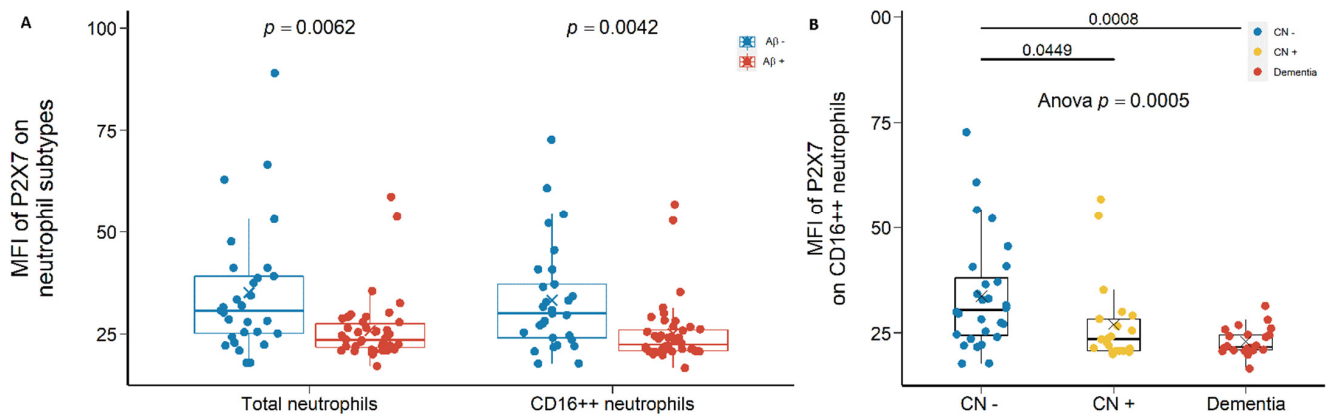 A
MFI of P2X7 on
neutrophil subtypes
100
75
50
25
p = 0.0062
p = 0.0042
Aβ -
Aβ +
Total neutrophils
CD16++ neutrophils
B
MFI of P2X7
on CD16++ neutrophils
00
75
50
25
0.0008
0.0449
Anova p = 0.0005
CN -
CN +
Dementia
CN -
CN +
Dementia